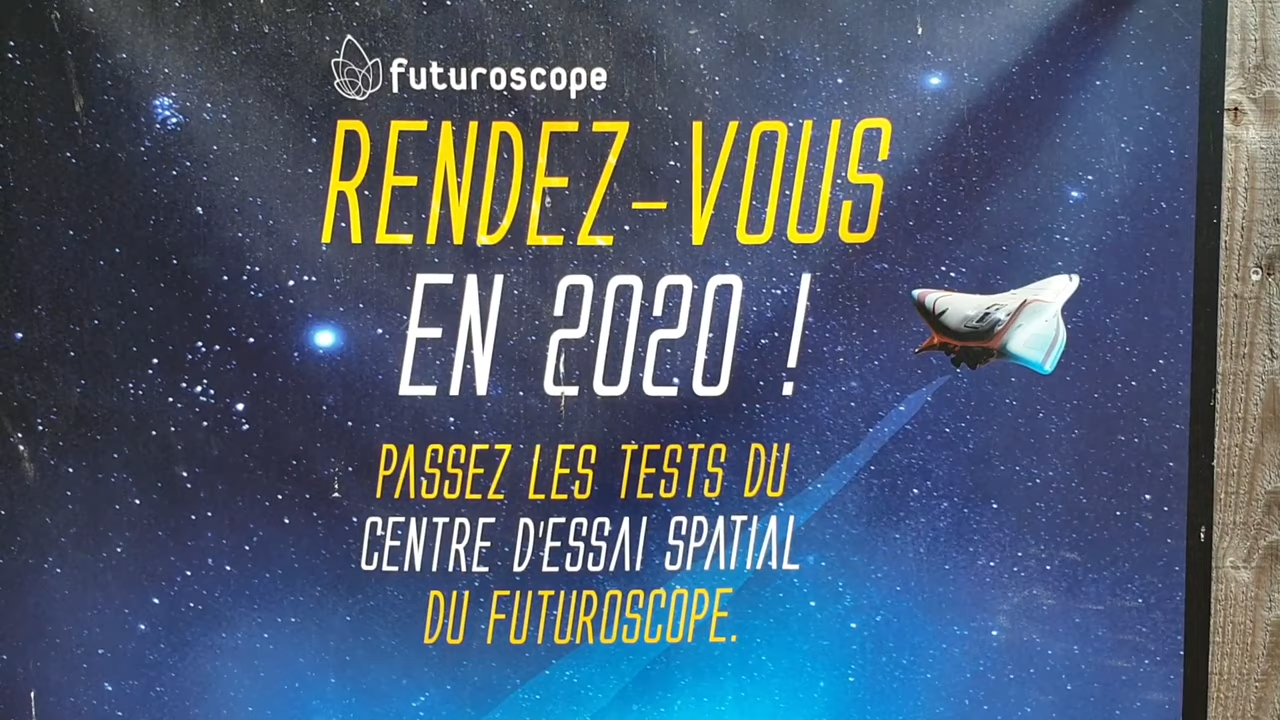 futuroscope
RENDEZ-VOUS
EN 2020 !
PASSEZ LES TESTS DU
CENTRE D'ESSAI SPATIAL
DU FUTUROSCOPE.